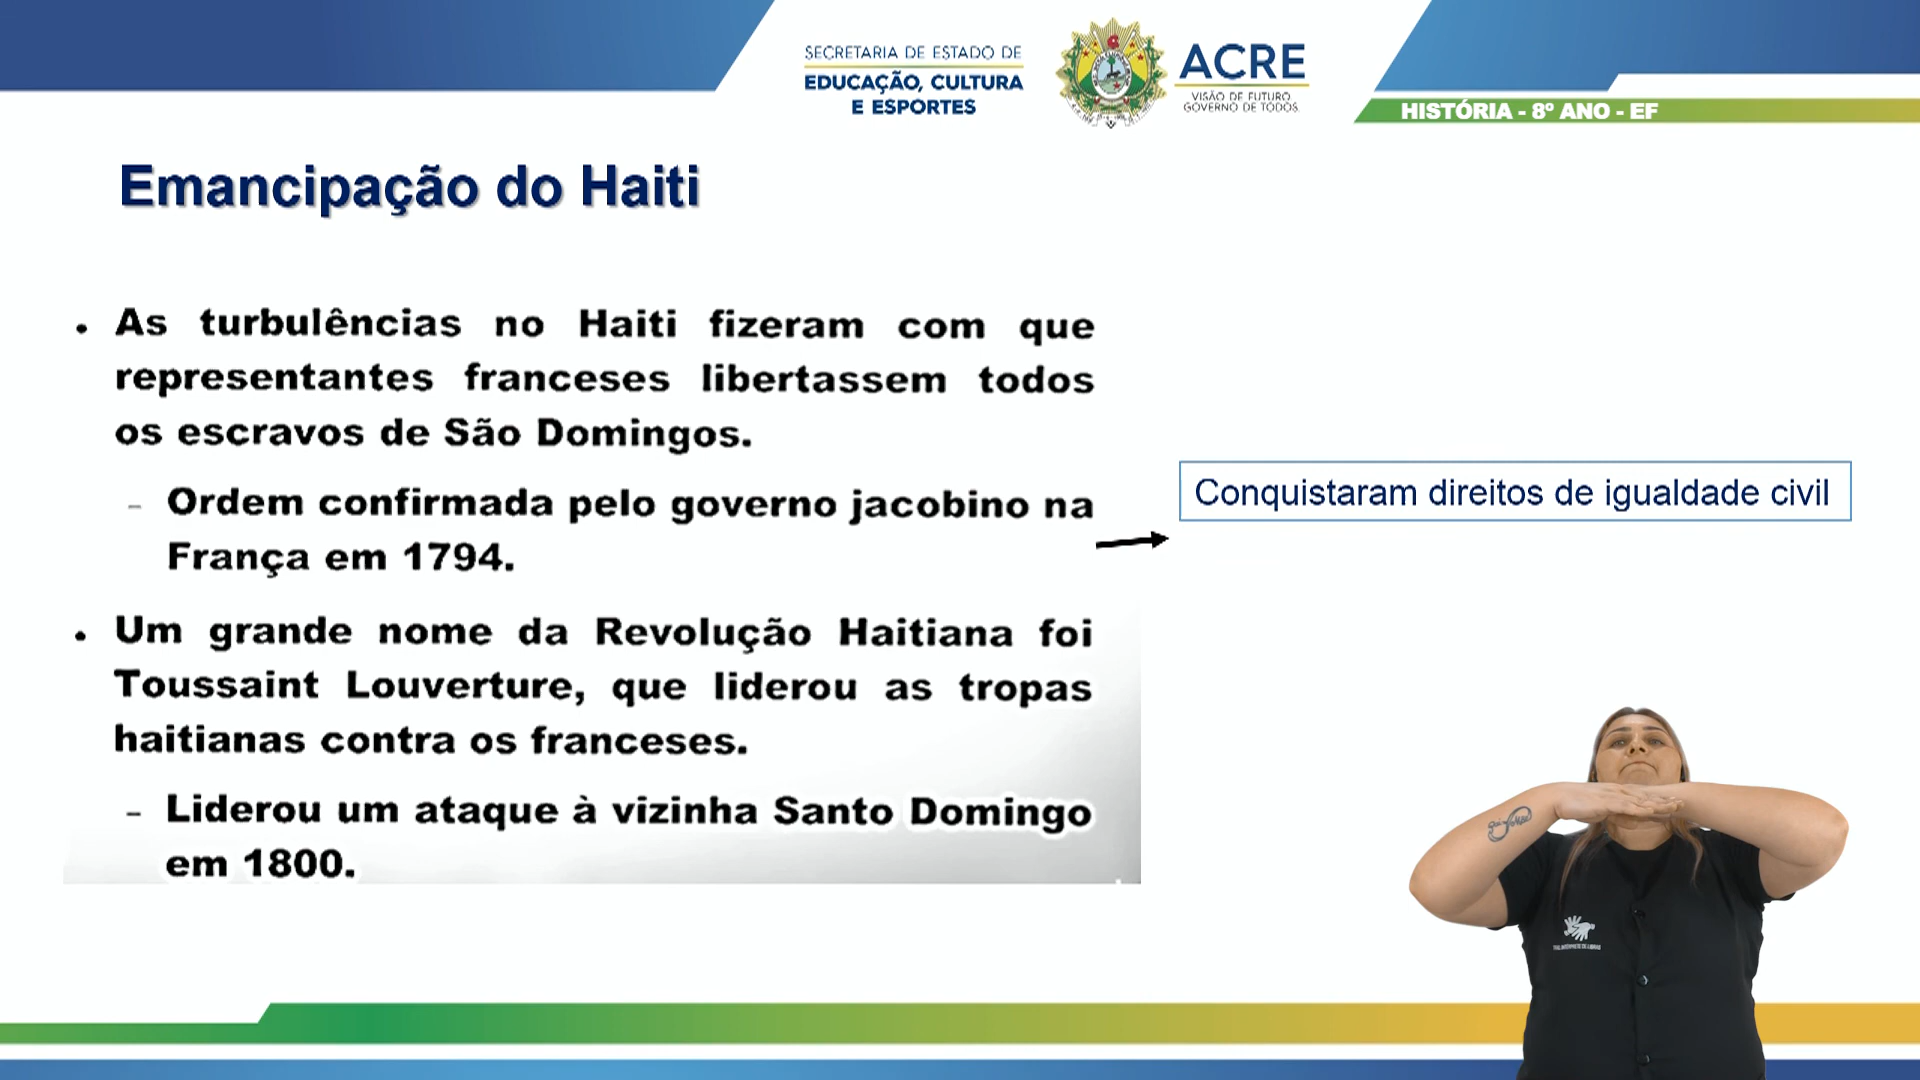 SECRETARIA DE ESTADO DE
EDUCAÇÃO, CULTURA
E ESPORTES
ACRE
VISÃO DE FUTURO
GOVERNO DE TODOS
HISTÓRIA - 8º ANO - EF
Emancipação do Haiti
• As turbulências no Haiti fizeram com que
representantes franceses libertassem todos
os escravos de São Domingos.
– Ordem confirmada pelo governo jacobino na
França em 1794.
Conquistaram direitos de igualdade civil
• Um grande nome da Revolução Haitiana foi
Toussaint Louverture, que liderou as tropas
haitianas contra os franceses.
– Liderou um ataque à vizinha Santo Domingo
em 1800.